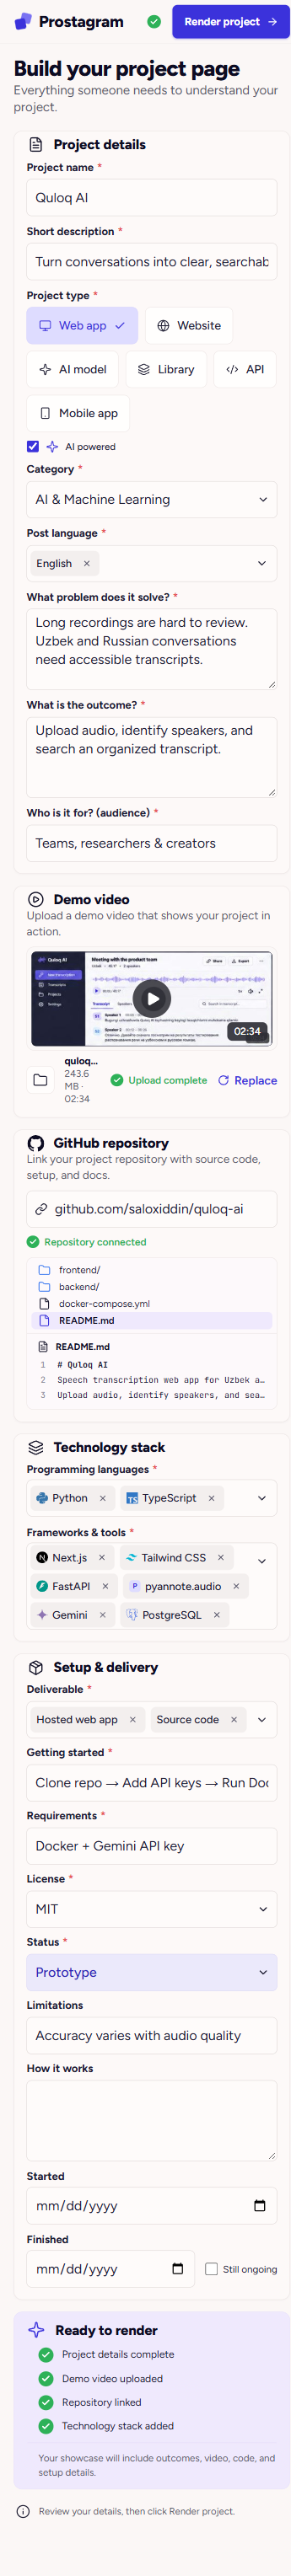 Prostagram
Render project →
Build your project page
Everything someone needs to understand your
project.
Project details
Project name *
Quloq AI
Short description *
Turn conversations into clear, searchab
Project type *
Web app
Website
AI model
Library
API
Mobile app
AI powered
Category *
AI & Machine Learning
Post language *
English ×
What problem does it solve? *
Long recordings are hard to review.
Uzbek and Russian conversations
need accessible transcripts.
What is the outcome? *
Upload audio, identify speakers, and
search an organized transcript.
Who is it for? (audience) *
Teams, researchers & creators
Demo video
Upload a demo video that shows your project in
action.
Quloq AI
Meeting with the product team
Share
Export
Transcripts
Projects
Settings
Transcript
Speaker 1
Speaker 2
02:34
quloq...
243.6
MB ·
02:34
Upload complete
Replace
GitHub repository
Link your project repository with source code,
setup, and docs.
github.com/saloxiddin/quloq-ai
Repository connected
frontend/
backend/
docker-compose.yml
README.md
README.md
1 # Quloq AI
2 Speech transcription web app for Uzbek a…
3 Upload audio, identify speakers, and sea…
Technology stack
Programming languages *
Python × TypeScript ×
Frameworks & tools *
Next.js × Tailwind CSS ×
FastAPI × pyannote.audio ×
Gemini × PostgreSQL ×
Setup & delivery
Deliverable *
Hosted web app × Source code ×
Getting started *
Clone repo → Add API keys → Run Doc
Requirements *
Docker + Gemini API key
License *
MIT
Status *
Prototype
Limitations
Accuracy varies with audio quality
How it works
Started
mm/dd/yyyy
Finished
mm/dd/yyyy
Still ongoing
Ready to render
Project details complete
Demo video uploaded
Repository linked
Technology stack added
Your showcase will include outcomes, video, code, and
setup details.
Review your details, then click Render project.